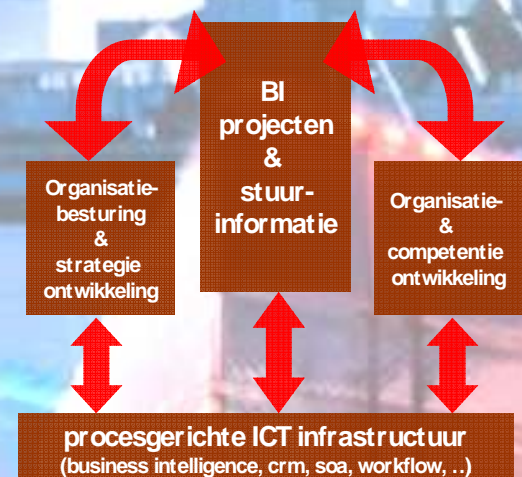 BI
projecten
&
stuur-
informatie
Organisatie-
besturing
&
strategie
ontwikkeling
Organisatie-
&
competentie
ontwikkeling
procesgerichte ICT infrastructuur
(business intelligence, crm, soa, workflow, ..)